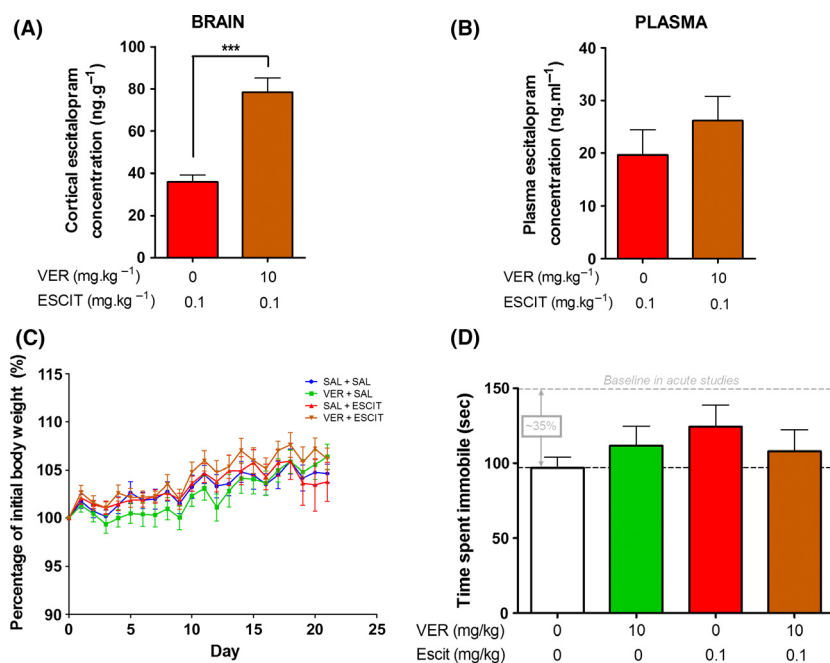 (A)
BRAIN
***
Cortical escitalopram
concentration (ng.g⁻¹)
100
80
60
40
20
0
VER (mg.kg ⁻¹) 0 10
ESCIT (mg.kg⁻¹) 0.1 0.1
(B)
PLASMA
Plasma escitalopram
concentration (ng.ml⁻¹)
40
30
20
10
0
VER (mg.kg ⁻¹) 0 10
ESCIT (mg.kg⁻¹) 0.1 0.1
(C)
Percentage of initial body weight (%)
115
110
105
100
95
90
SAL + SAL
VER + SAL
SAL + ESCIT
VER + ESCIT
0 5 10 15 20 25
Day
(D)
Time spent immobile (sec)
Baseline in acute studies
~35%
150
100
50
0
VER (mg/kg) 0 10 0 10
Escit (mg/kg) 0 0 0.1 0.1